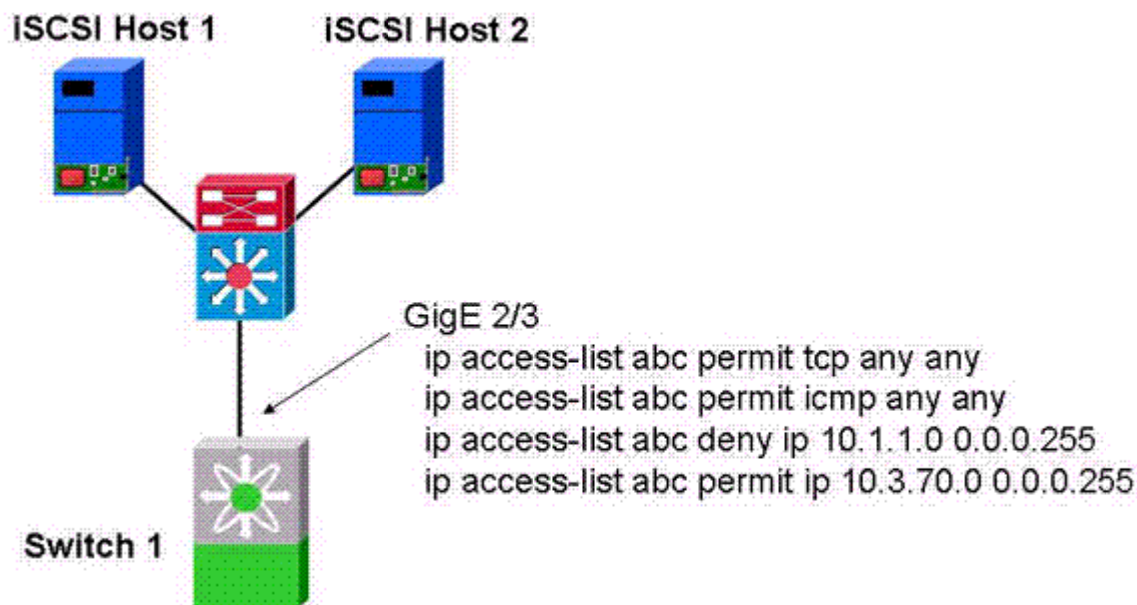 iSCSI Host 1
iSCSI Host 2
GigE 2/3
ip access-list abc permit tcp any any
ip access-list abc permit icmp any any
ip access-list abc deny ip 10.1.1.0 0.0.0.255
ip access-list abc permit ip 10.3.70.0 0.0.0.255
Switch 1